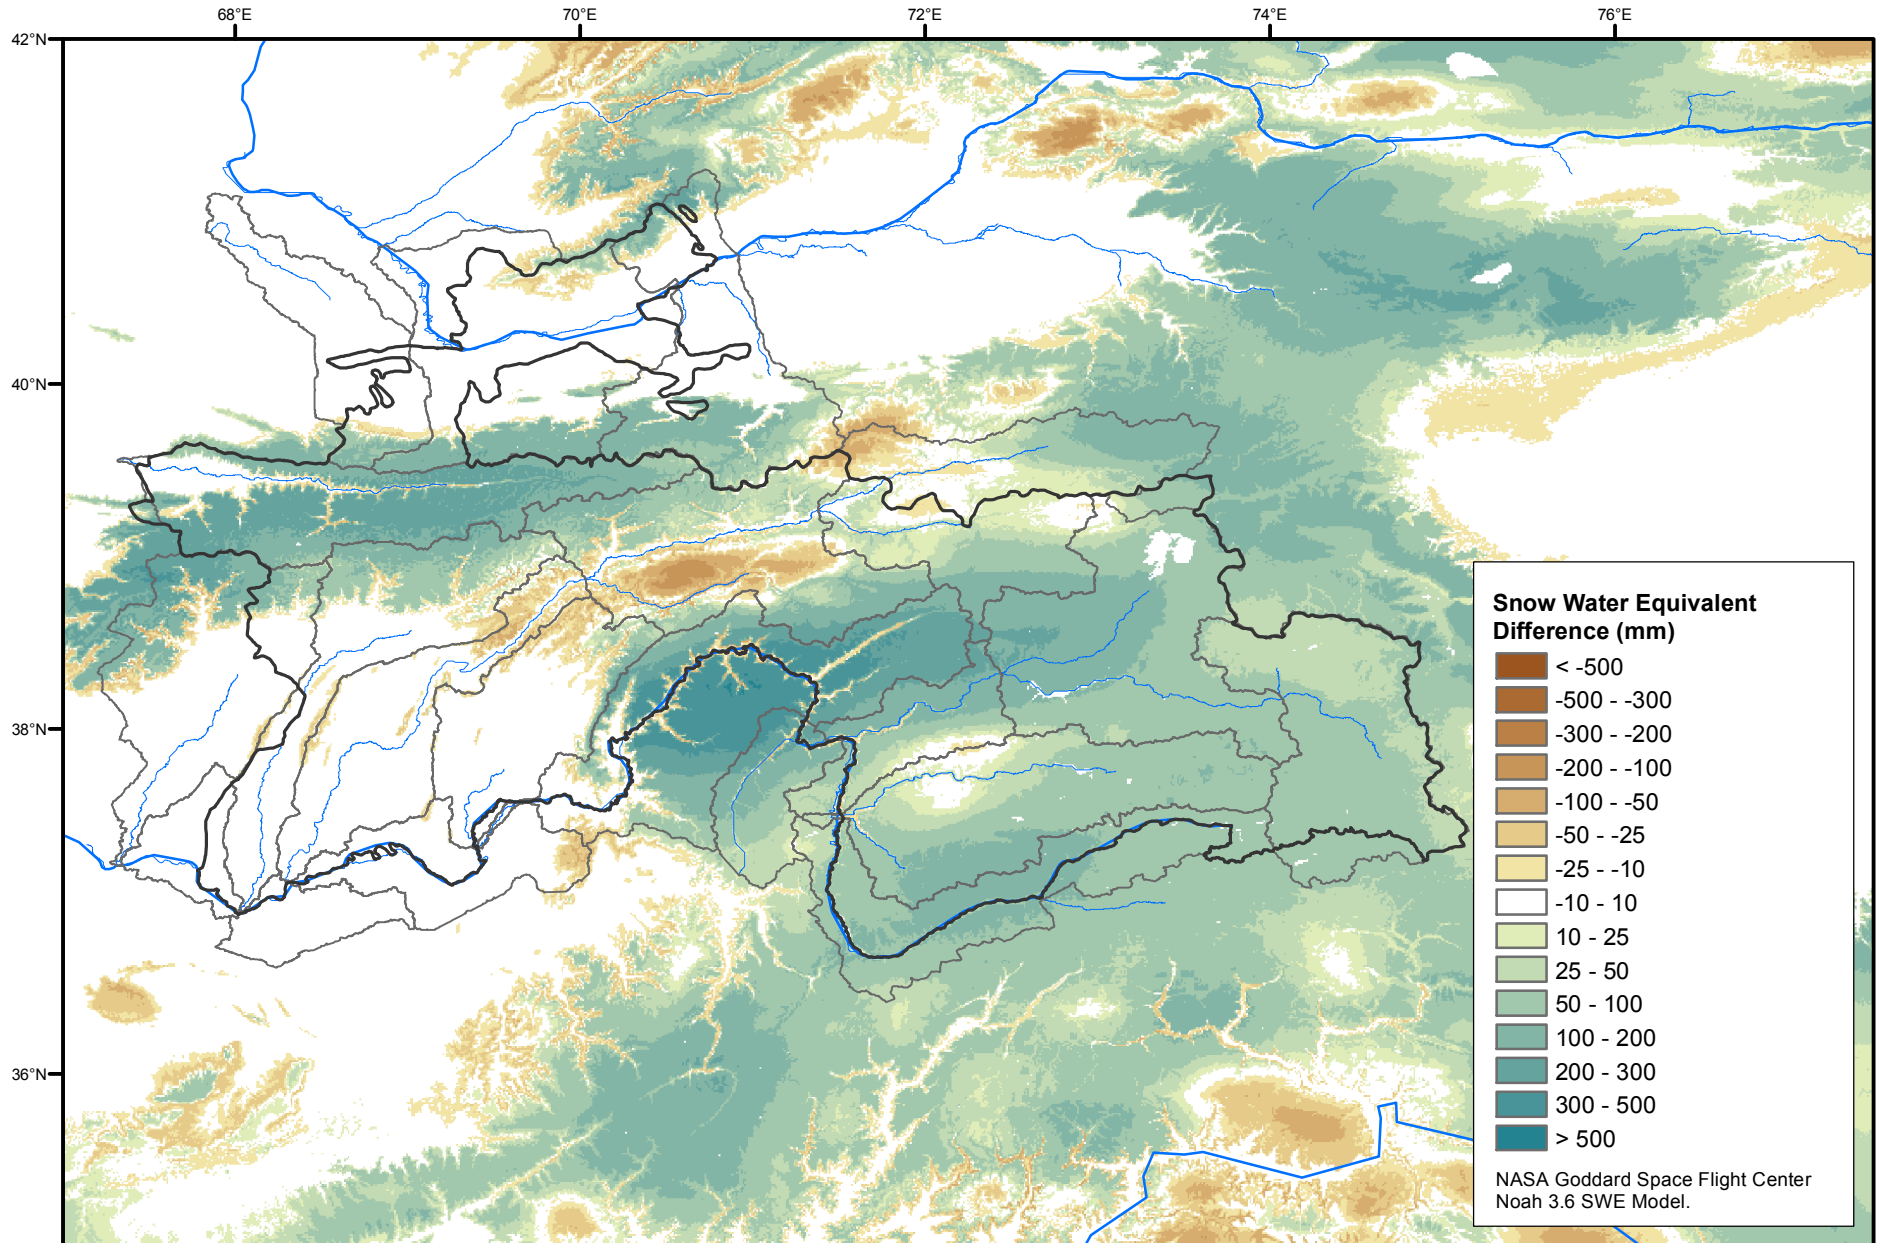 68°E 70°E 72°E 74°E 76°E
42°N
40°N
38°N
36°N
Snow Water Equivalent
Difference (mm)
< -500
-500 - -300
-300 - -200
-200 - -100
-100 - -50
-50 - -25
-25 - -10
-10 - 10
10 - 25
25 - 50
50 - 100
100 - 200
200 - 300
300 - 500
> 500
NASA Goddard Space Flight Center
Noah 3.6 SWE Model.